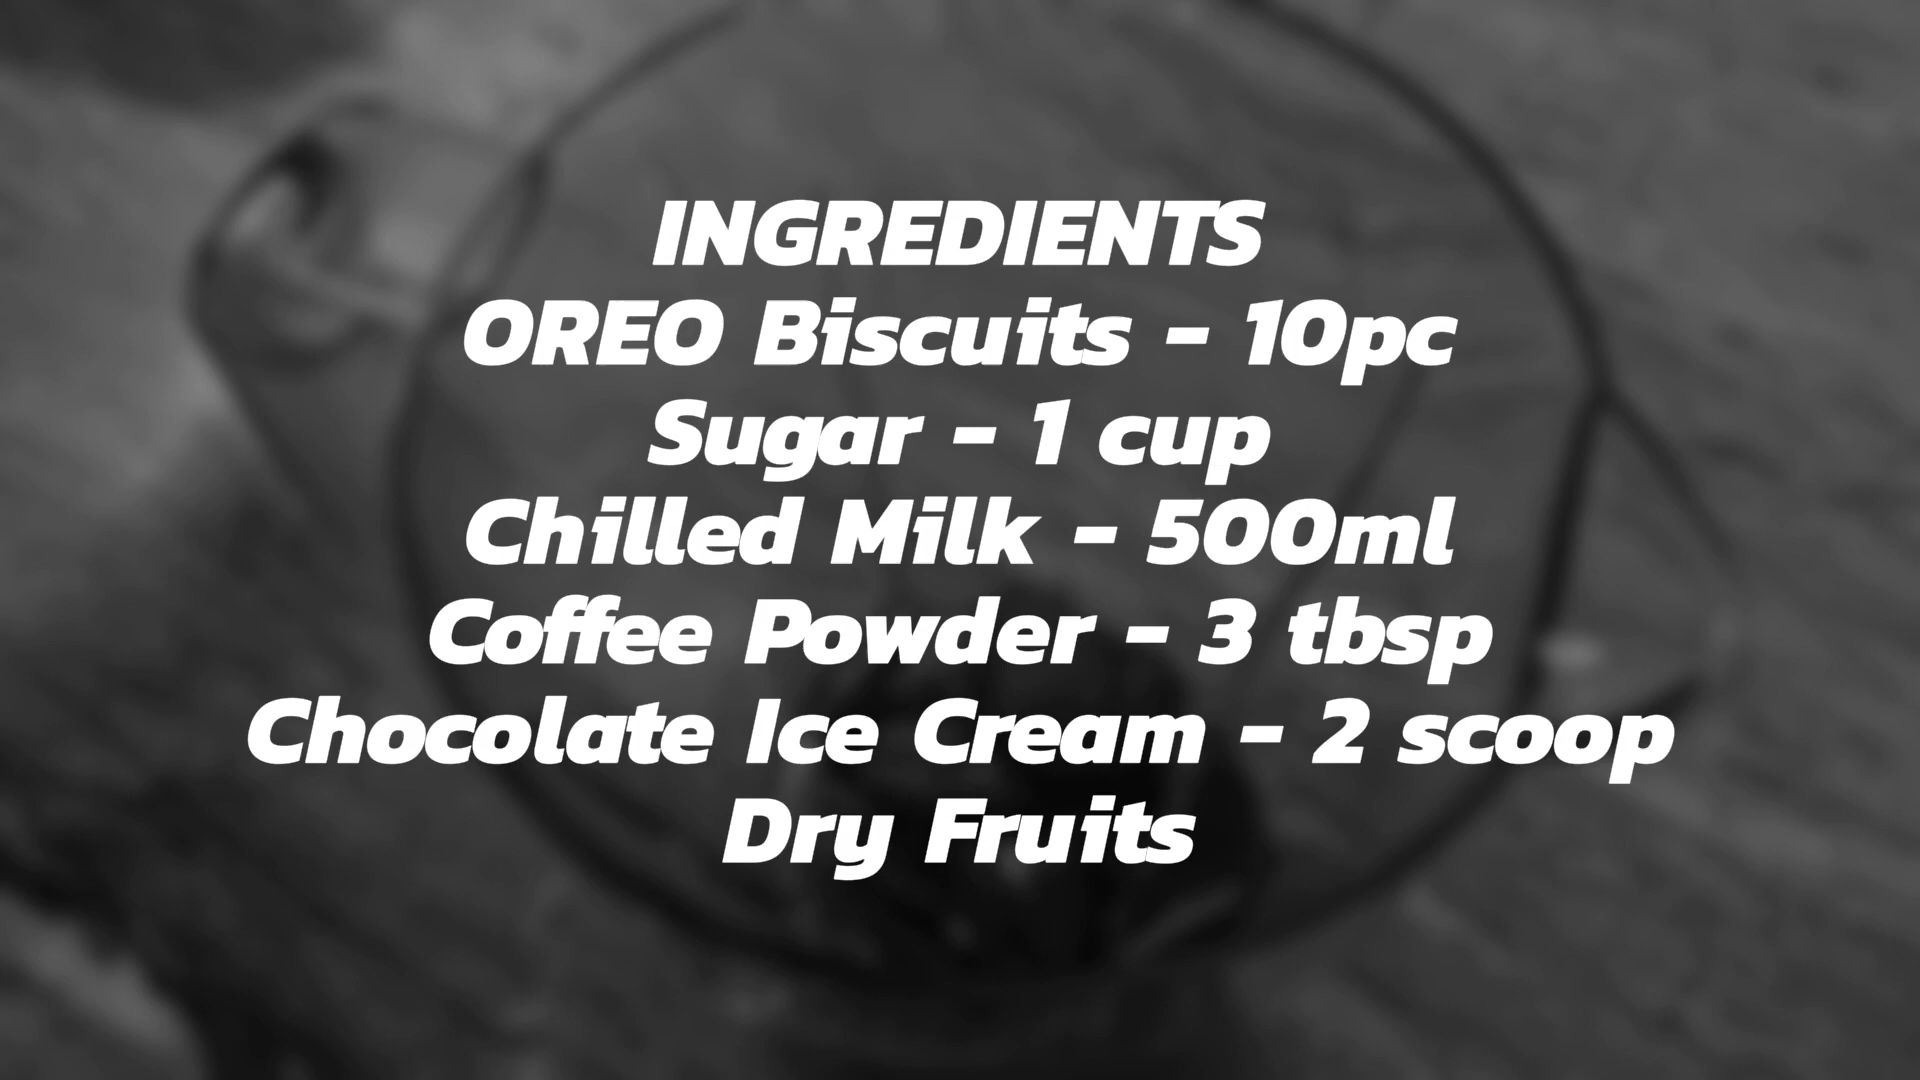 INGREDIENTS
OREO Biscuits - 10pc
Sugar - 1 cup
Chilled Milk - 500ml
Coffee Powder - 3 tbsp
Chocolate Ice Cream - 2 scoop
Dry Fruits